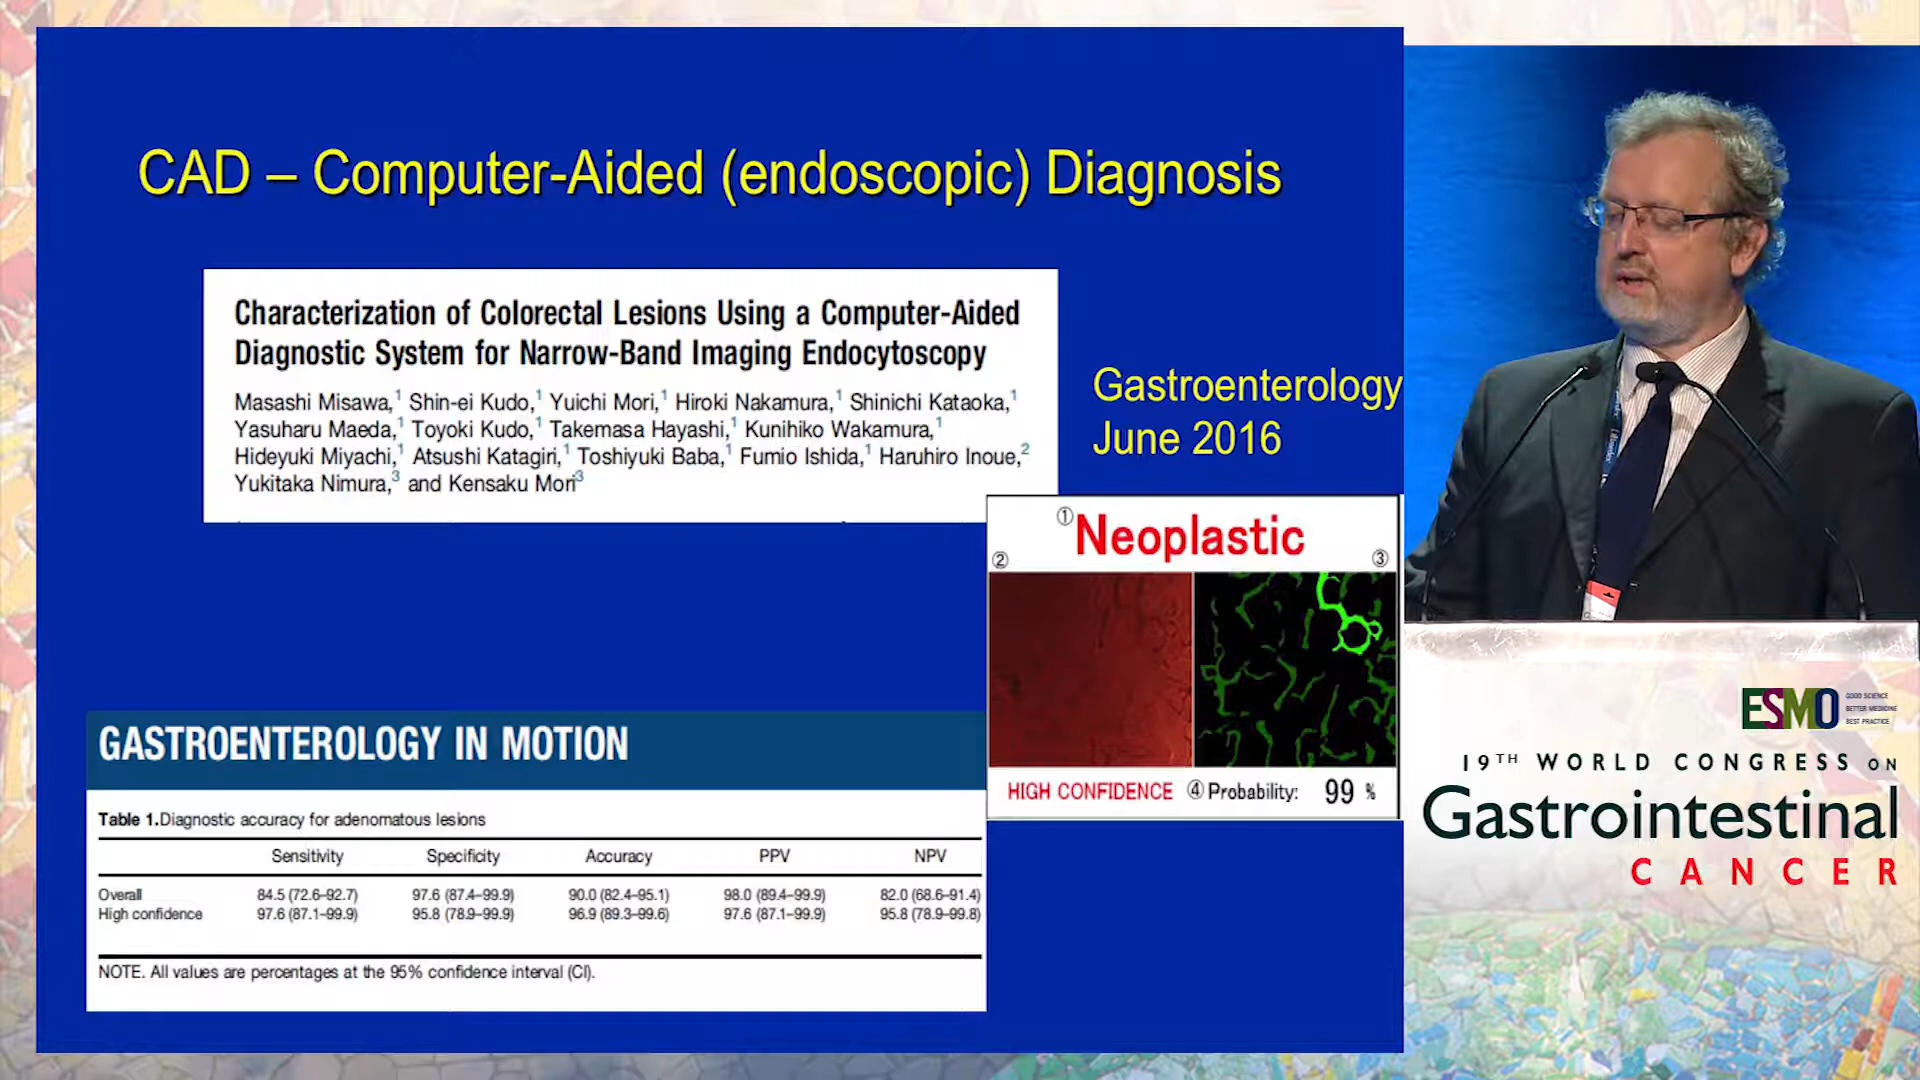 CAD – Computer-Aided (endoscopic) Diagnosis
Characterization of Colorectal Lesions Using a Computer-Aided
Diagnostic System for Narrow-Band Imaging Endocytoscopy
Masashi Misawa,¹ Shin-ei Kudo,¹ Yuichi Mori,¹ Hiroki Nakamura,¹ Shinichi Kataoka,¹
Yasuharu Maeda,¹ Toyoki Kudo,¹ Takemasa Hayashi,¹ Kunihiko Wakamura,¹
Hideyuki Miyachi,¹ Atsushi Katagiri,¹ Toshiyuki Baba,¹ Fumio Ishida,¹ Haruhiro Inoue,²
Yukitaka Nimura,³ and Kensaku Mori³
Gastroenterology
June 2016
① Neoplastic
② ③
HIGH CONFIDENCE ④ Probability: 99 %
GASTROENTEROLOGY IN MOTION
Table 1. Diagnostic accuracy for adenomatous lesions
Sensitivity Specificity Accuracy PPV NPV
Overall 84.5 (72.6–92.7) 97.6 (87.4–99.9) 90.0 (82.4–95.1) 98.0 (89.4–99.9) 82.0 (68.6–91.4)
High confidence 97.6 (87.1–99.9) 95.8 (78.9–99.9) 96.9 (89.3–99.6) 97.6 (87.1–99.9) 95.8 (78.9–99.8)
NOTE. All values are percentages at the 95% confidence interval (CI).
ESMO
GOOD SCIENCE
BETTER MEDICINE
BEST PRACTICE
19TH WORLD CONGRESS ON
Gastrointestinal
CANCER